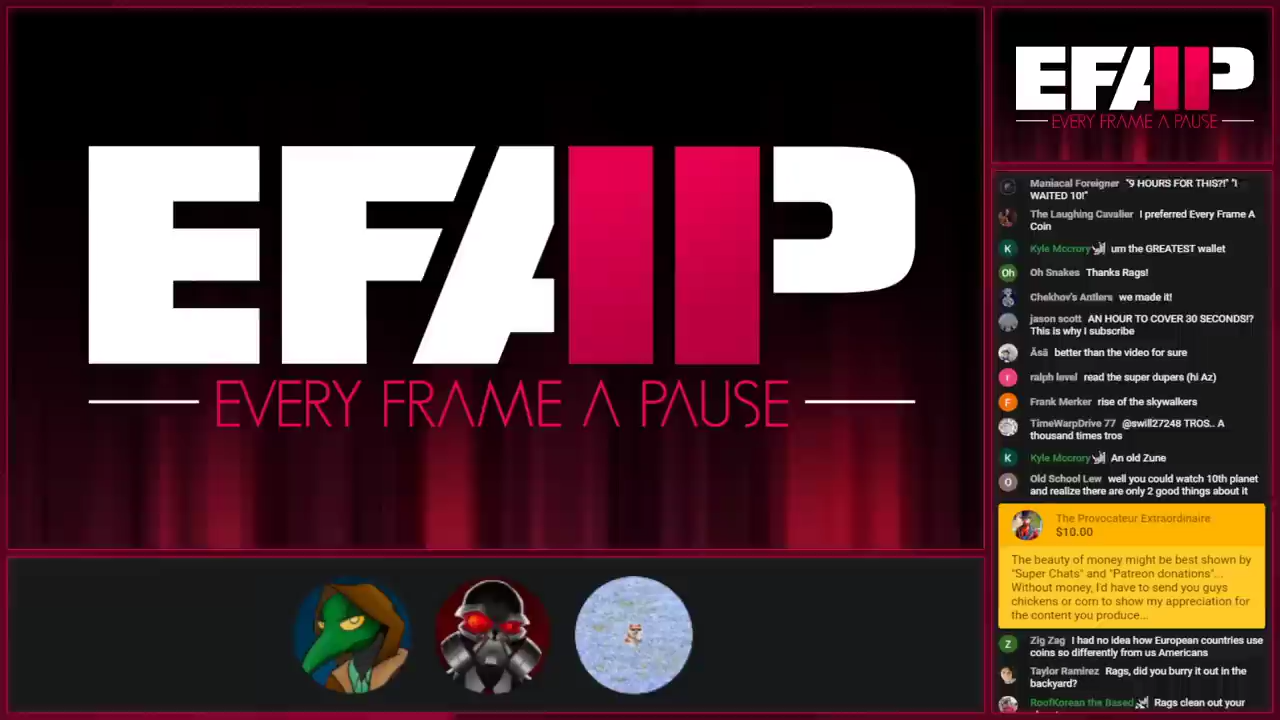 EFAP
EVERY FRAME A PAUSE
EFAP
EVERY FRAME A PAUSE
Maniacal Foreigner "9 HOURS FOR THIS?!" "I
WAITED 10!"
The Laughing Cavalier I preferred Every Frame A
Coin
K Kyle Mccrory um the GREATEST wallet
Oh Oh Snakes Thanks Rags!
Chekhov's Antlers we made it!
jason scott AN HOUR TO COVER 30 SECONDS!?
This is why I subscribe
Äsä better than the video for sure
r ralph level read the super dupers (hi Az)
F Frank Merker rise of the skywalkers
TimeWarpDrive 77 @swill27248 TROS.. A
thousand times tros
K Kyle Mccrory An old Zune
O Old School Lew well you could watch 10th planet
and realize there are only 2 good things about it
The Provocateur Extraordinaire
$10.00
The beauty of money might be best shown by
"Super Chats" and "Patreon donations"...
Without money, I'd have to send you guys
chickens or corn to show my appreciation for
the content you produce...
Z Zig Zag I had no idea how European countries use
coins so differently from us Americans
Taylor Ramirez Rags, did you burry it out in the
backyard?
RoofKorean the Based Rags clean out your